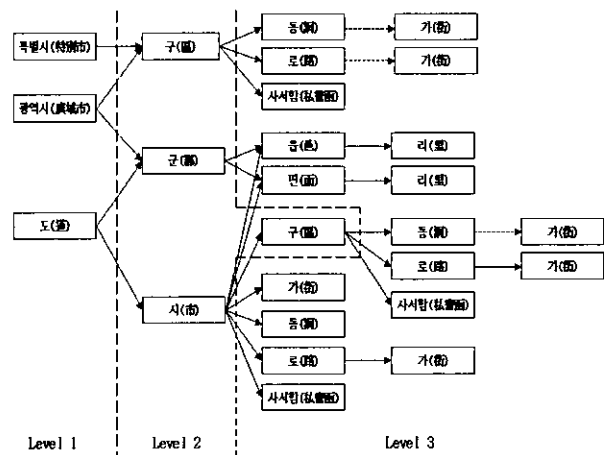 동(洞)
가(街)
특별시(特別市)
구(區)
로(路)
가(街)
사서함(私書函)
광역시(廣域市)
읍(邑)
리(里)
군(郡)
면(面)
리(里)
도(道)
구(區)
동(洞)
가(街)
로(路)
가(街)
가(街)
사서함(私書函)
시(市)
동(洞)
로(路)
가(街)
사서함(私書函)
Level 1
Level 2
Level 3